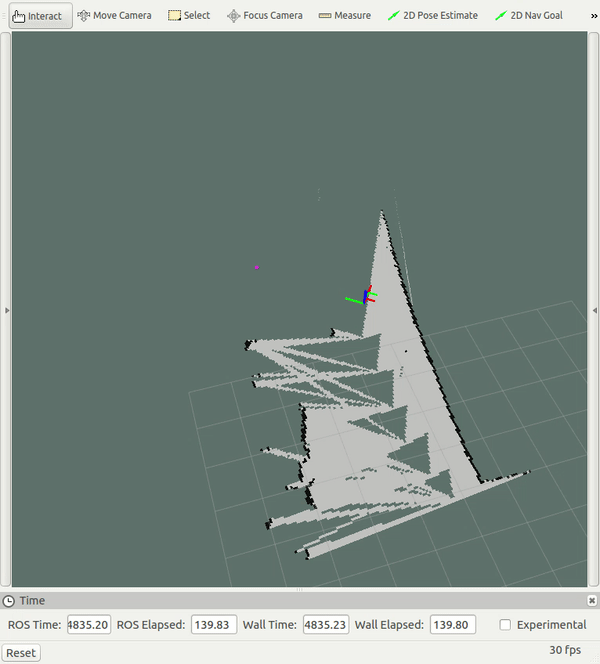 Interact Move Camera Select Focus Camera Measure 2D Pose Estimate 2D Nav Goal »
Time
ROS Time: 4835.20 ROS Elapsed: 139.83 Wall Time: 4835.23 Wall Elapsed: 139.80 Experimental
Reset 30 fps